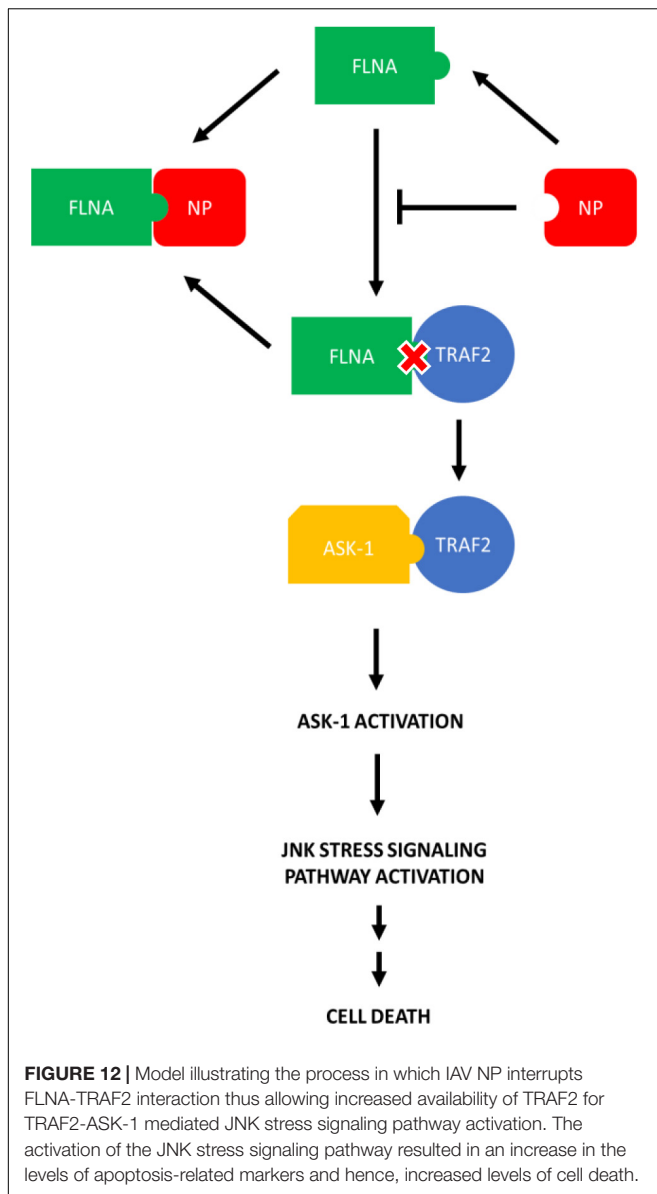 FLNA
FLNA NP
NP
FLNA TRAF2
ASK-1 TRAF2
ASK-1 ACTIVATION
JNK STRESS SIGNALING
PATHWAY ACTIVATION
CELL DEATH
FIGURE 12 | Model illustrating the process in which IAV NP interrupts
FLNA-TRAF2 interaction thus allowing increased availability of TRAF2 for
TRAF2-ASK-1 mediated JNK stress signaling pathway activation. The
activation of the JNK stress signaling pathway resulted in an increase in the
levels of apoptosis-related markers and hence, increased levels of cell death.